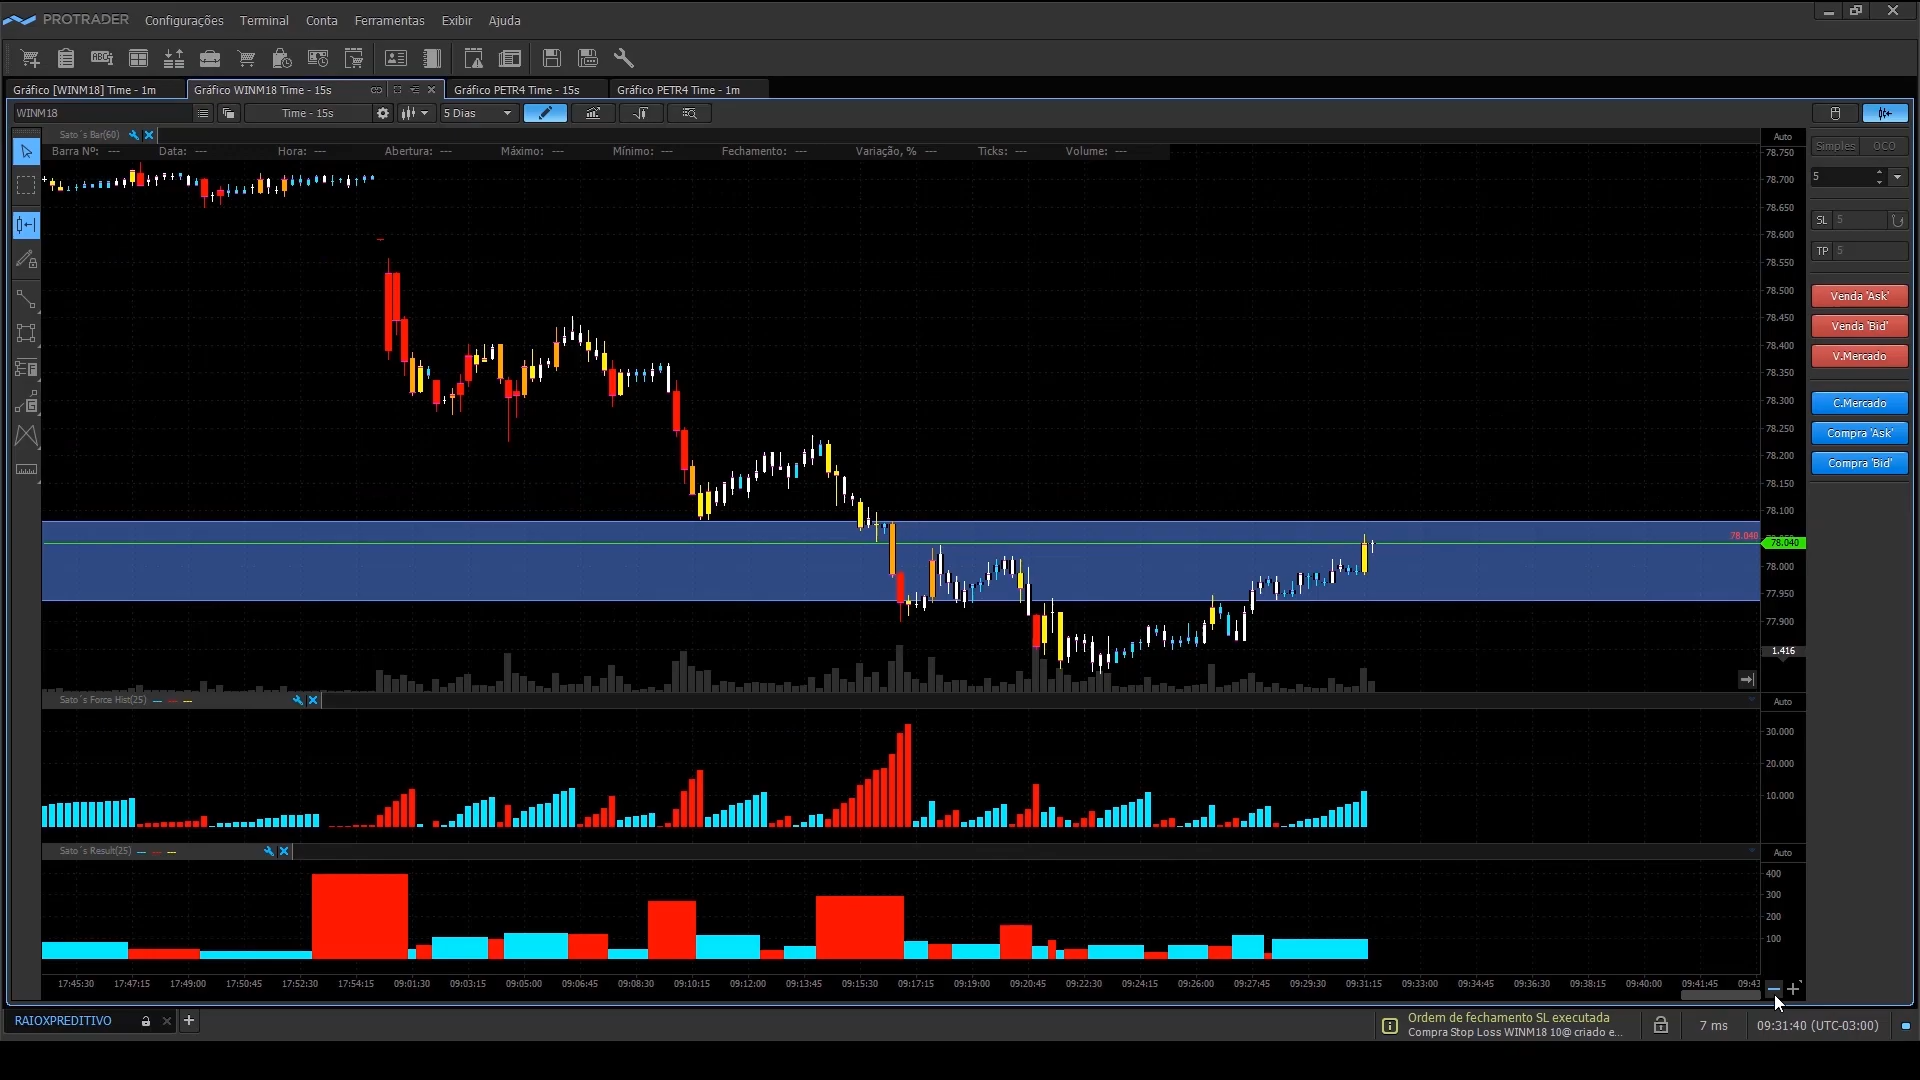 PROTRADER Configurações Terminal Conta Ferramentas Exibir Ajuda
Gráfico [WINM18] Time - 1m Gráfico WINM18 Time - 15s Gráfico PETR4 Time - 15s Gráfico PETR4 Time - 1m
WINM18 Time - 15s 5 Dias
Sato´s Bar(60) Auto
Barra Nº: --- Data: --- Hora: --- Abertura: --- Máximo: --- Mínimo: --- Fechamento: --- Variação, % --- Ticks: --- Volume: ---
78.750
78.700
78.650
78.600
78.550
78.500
78.450
78.400
78.350
78.300
78.250
78.200
78.150
78.100
78.040
78.040
78.000
77.950
77.900
1.416
Simples OCO
5
SL 5
TP 5
Venda 'Ask'
Venda 'Bid'
V.Mercado
C.Mercado
Compra 'Ask'
Compra 'Bid'
Sato´s Force Hist(25) Auto
30.000
20.000
10.000
Sato´s Result(25) Auto
400
300
200
100
17:45:30 17:47:15 17:49:00 17:50:45 17:52:30 17:54:15 09:01:30 09:03:15 09:05:00 09:06:45 09:08:30 09:10:15 09:12:00 09:13:45 09:15:30 09:17:15 09:19:00 09:20:45 09:22:30 09:24:15 09:26:00 09:27:45 09:29:30 09:31:15 09:33:00 09:34:45 09:36:30 09:38:15 09:40:00 09:41:45 09:43
RAIOXPREDITIVO
Ordem de fechamento SL executada
Compra Stop Loss WINM18 10@ criado e...
7 ms 09:31:40 (UTC-03:00)